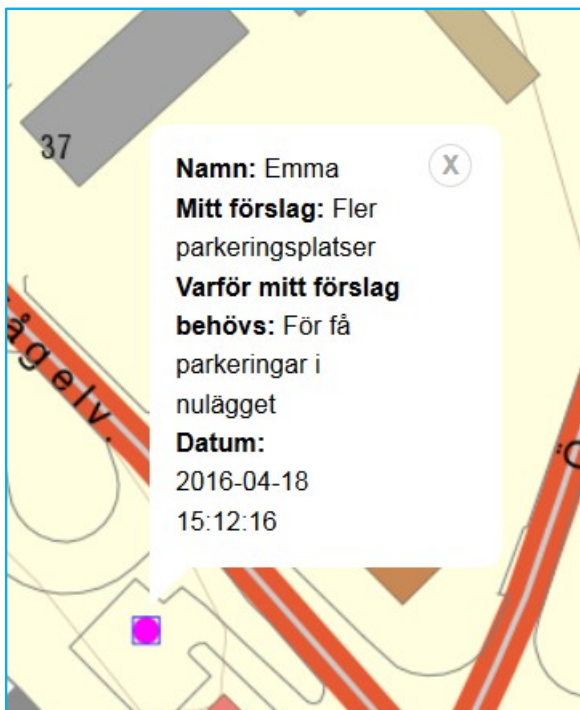 37
Namn: Emma
X
Mitt förslag: Fler
parkeringsplatser
Varför mitt förslag
behövs: För få
parkeringar i
nulägget
Datum:
2016-04-18
15:12:16
ågelv.
Ö